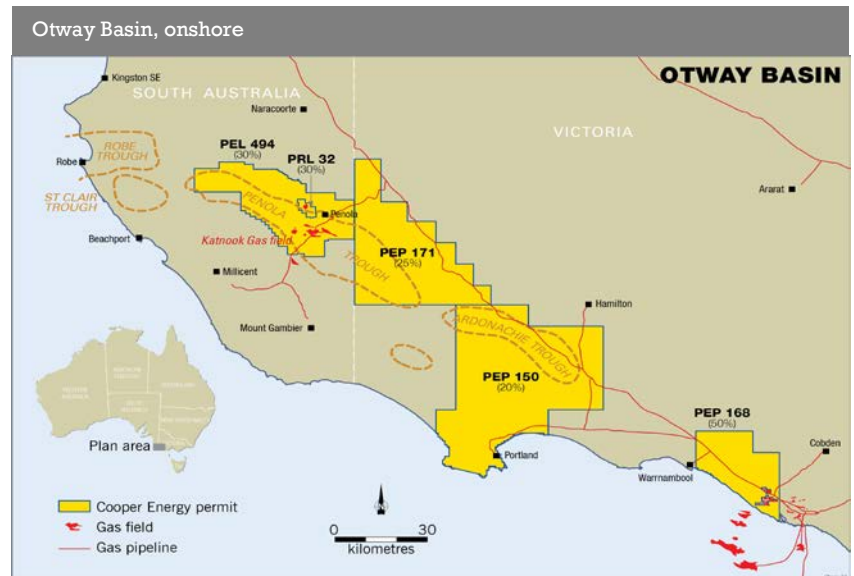 Otway Basin, onshore
OTWAY BASIN
Kingston SE
SOUTH AUSTRALIA
Naracoorte
VICTORIA
ROBE
TROUGH
PEL 494
(30%)
PRL 32
(30%)
Robe
Ararat
ST CLAIR
TROUGH
PENOLA
Penola
Beachport
Katnook Gas field
PEP 171
(25%)
TROUGH
Millicent
Hamilton
Mount Gambier
ARDONACHIE TROUGH
PEP 150
(20%)
PEP 168
(50%)
Cobden
Plan area
Portland
Warrnambool
Cooper Energy permit
Gas field
Gas pipeline
0 30
kilometres